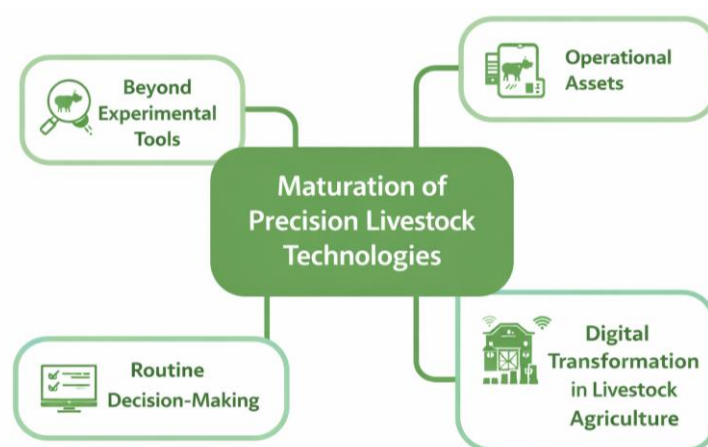 Beyond
Experimental
Tools
Operational
Assets
Maturation of
Precision Livestock
Technologies
Routine
Decision-Making
Digital
Transformation
in Livestock
Agriculture